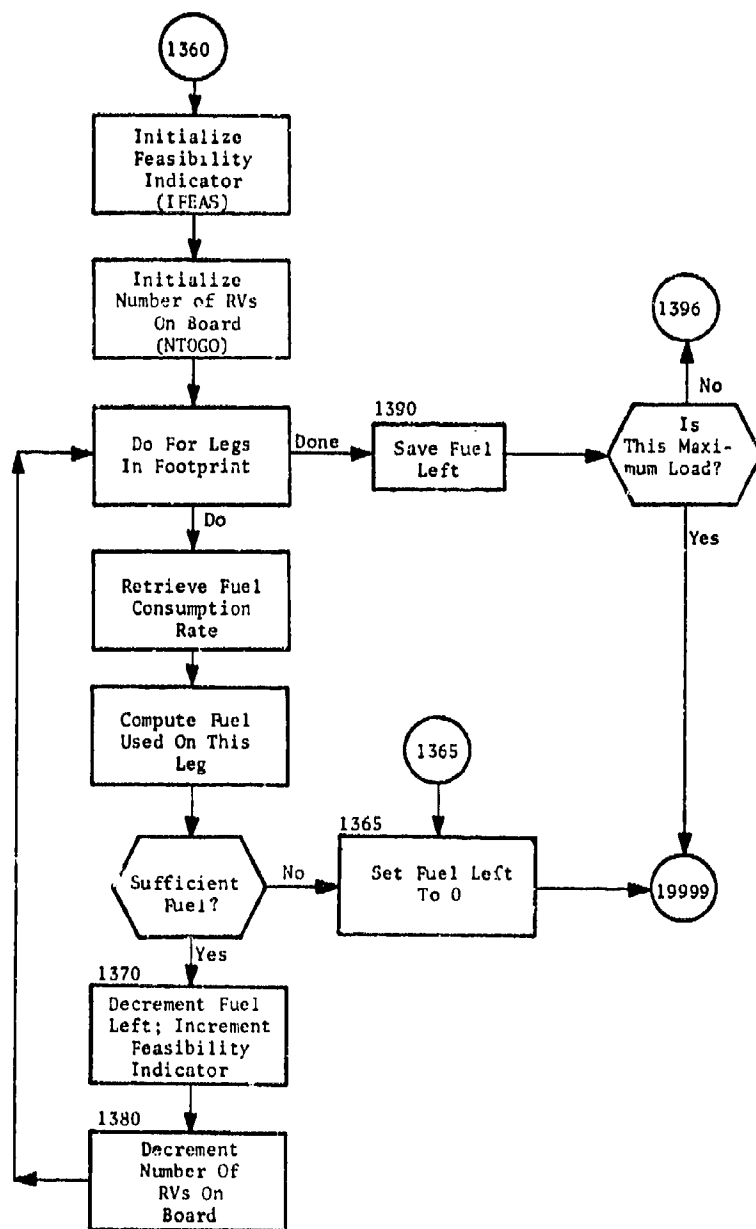 1360
Initialize
Feasibility
Indicator
(IFEAS)
Initialize
Number of RVs
On Board
(NTOGO)
1396
No
Do For Legs
In Footprint
Done
1390
Save Fuel
Left
Is
This Maxi-
mum Load?
Do
Yes
Retrieve Fuel
Consumption
Rate
Compute Fuel
Used On This
Leg
1365
1365
Sufficient
Fuel?
No
Set Fuel Left
To 0
19999
Yes
1370
Decrement Fuel
Left; Increment
Feasibility
Indicator
1380
Decrement
Number Of
RVs On
Board